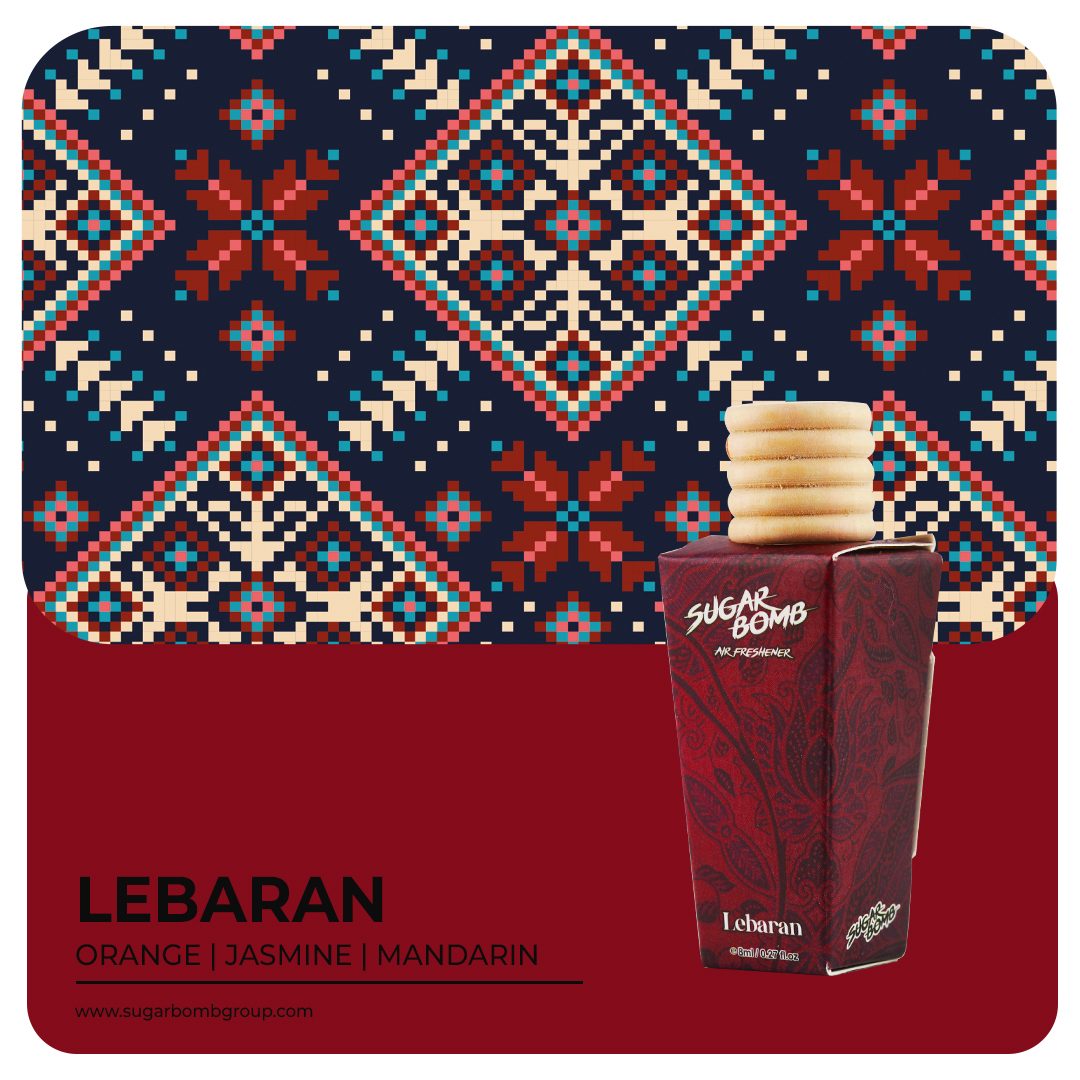 SUGAR
BOMB
AIR FRESHENER
Lebaran
℮ 8ml / 0.27 fl.oz
SUGAR
BOMB
LEBARAN
ORANGE | JASMINE | MANDARIN
www.sugarbombgroup.com